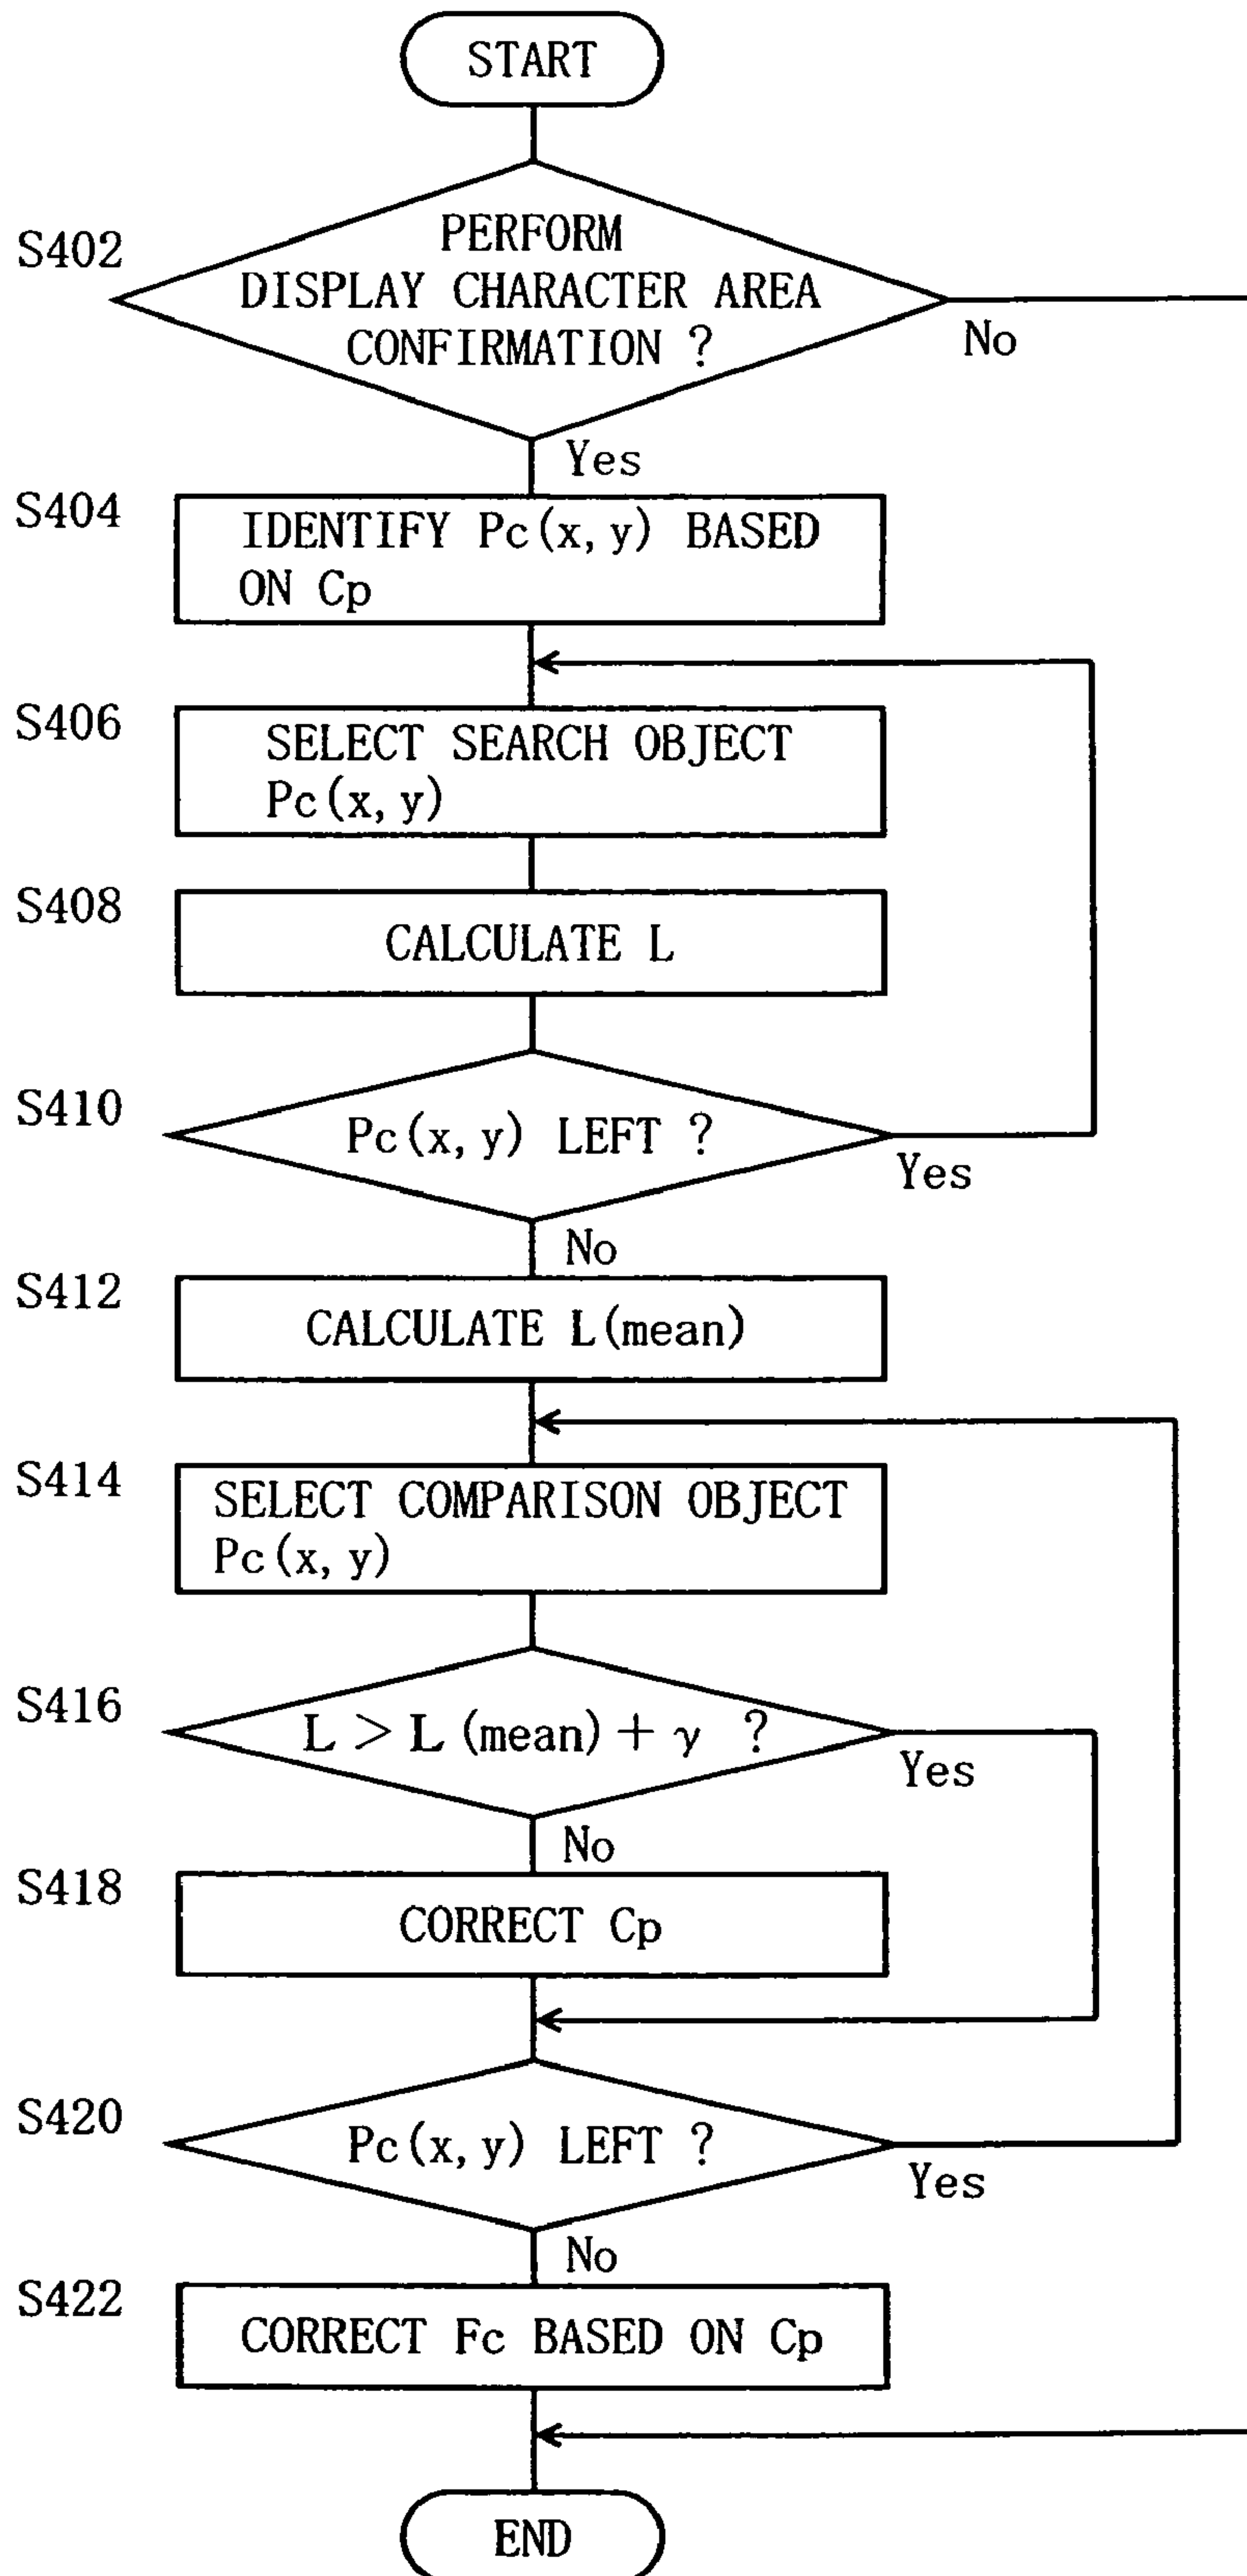 START
S402
PERFORM
DISPLAY CHARACTER AREA
CONFIRMATION ?
No
Yes
S404
IDENTIFY Pc(x, y) BASED
ON Cp
S406
SELECT SEARCH OBJECT
Pc(x, y)
S408
CALCULATE L
S410
Pc(x, y) LEFT ?
Yes
No
S412
CALCULATE L(mean)
S414
SELECT COMPARISON OBJECT
Pc(x, y)
S416
L > L (mean) + γ ?
Yes
No
S418
CORRECT Cp
S420
Pc(x, y) LEFT ?
Yes
No
S422
CORRECT Fc BASED ON Cp
END